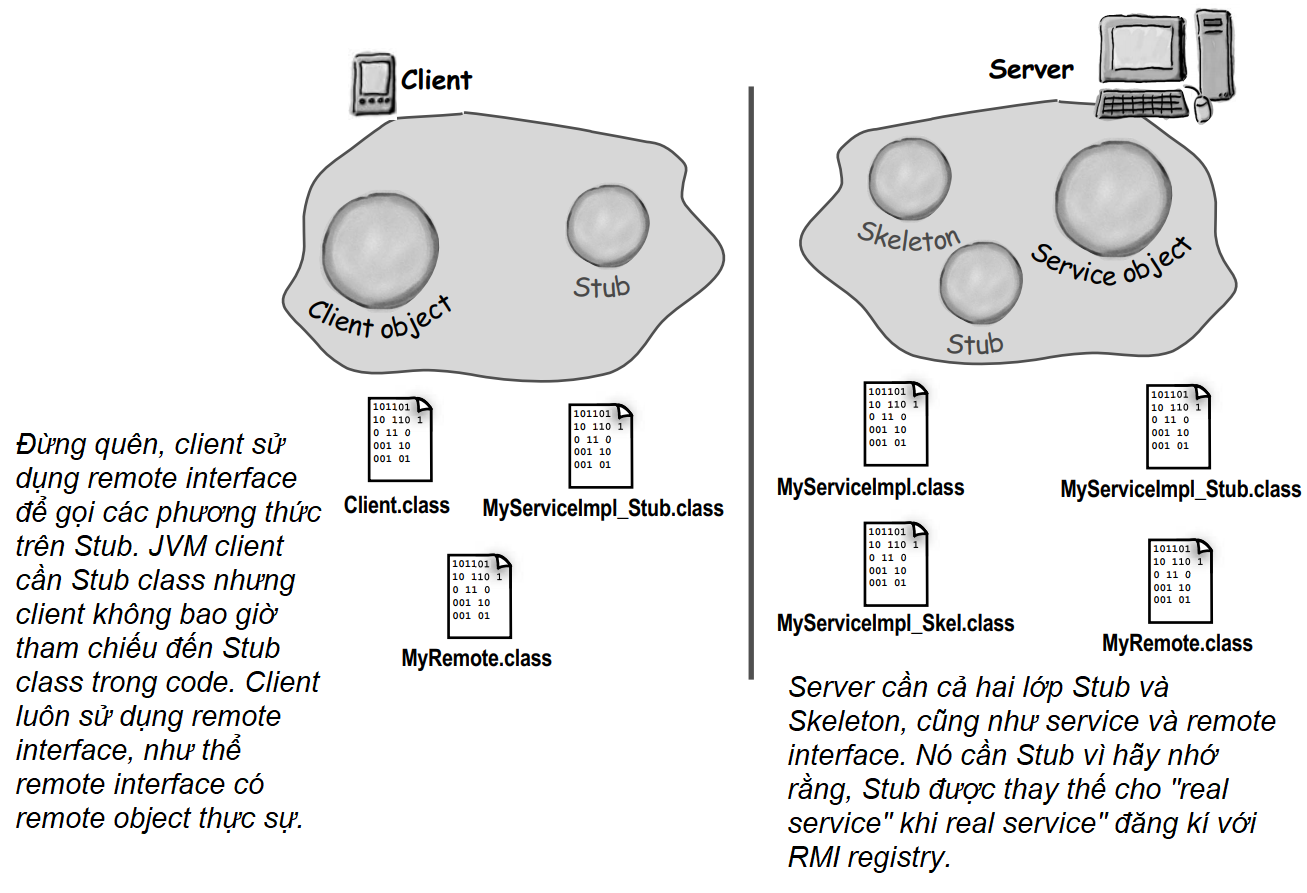 Client
Server
Client object
Stub
Skeleton
Service object
Stub
101101
10 110 1
0 11 0
001 10
001 01
Client.class
101101
10 110 1
0 11 0
001 10
001 01
MyServiceImpl_Stub.class
101101
10 110 1
0 11 0
001 10
001 01
MyRemote.class
Đừng quên, client sử
dụng remote interface
để gọi các phương thức
trên Stub. JVM client
cần Stub class nhưng
client không bao giờ
tham chiếu đến Stub
class trong code. Client
luôn sử dụng remote
interface, như thể
remote interface có
remote object thực sự.
101101
10 110 1
0 11 0
001 10
001 01
MyServiceImpl.class
101101
10 110 1
0 11 0
001 10
001 01
MyServiceImpl_Stub.class
101101
10 110 1
0 11 0
001 10
001 01
MyServiceImpl_Skel.class
101101
10 110 1
0 11 0
001 10
001 01
MyRemote.class
Server cần cả hai lớp Stub và
Skeleton, cũng như service và remote
interface. Nó cần Stub vì hãy nhớ
rằng, Stub được thay thế cho "real
service" khi real service" đăng kí với
RMI registry.